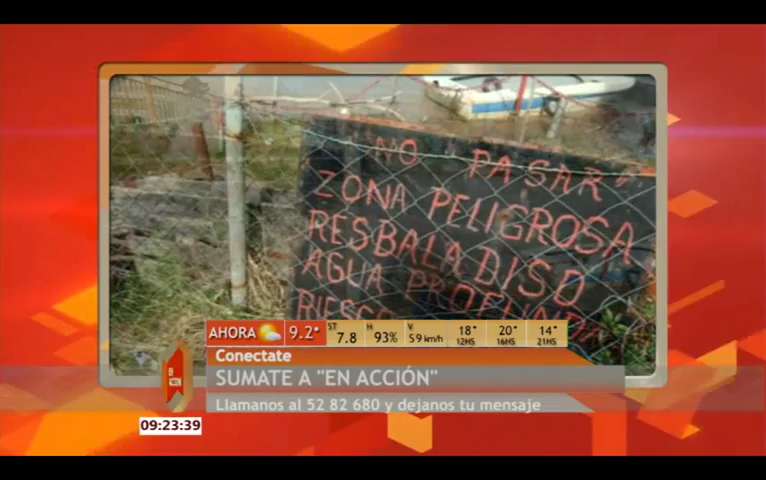 NO PASAR
ZONA PELIGROSA
RESBALADISO
AGUA PROFUNDA
RIESGO
AHORA 9.2° ST 7.8 H 93% V 59 km/h 18° 12HS 20° 16HS 14° 21HS
Conectate
SUMATE A "EN ACCIÓN"
Llamanos al 52 82 680 y dejanos tu mensaje
09:23:39